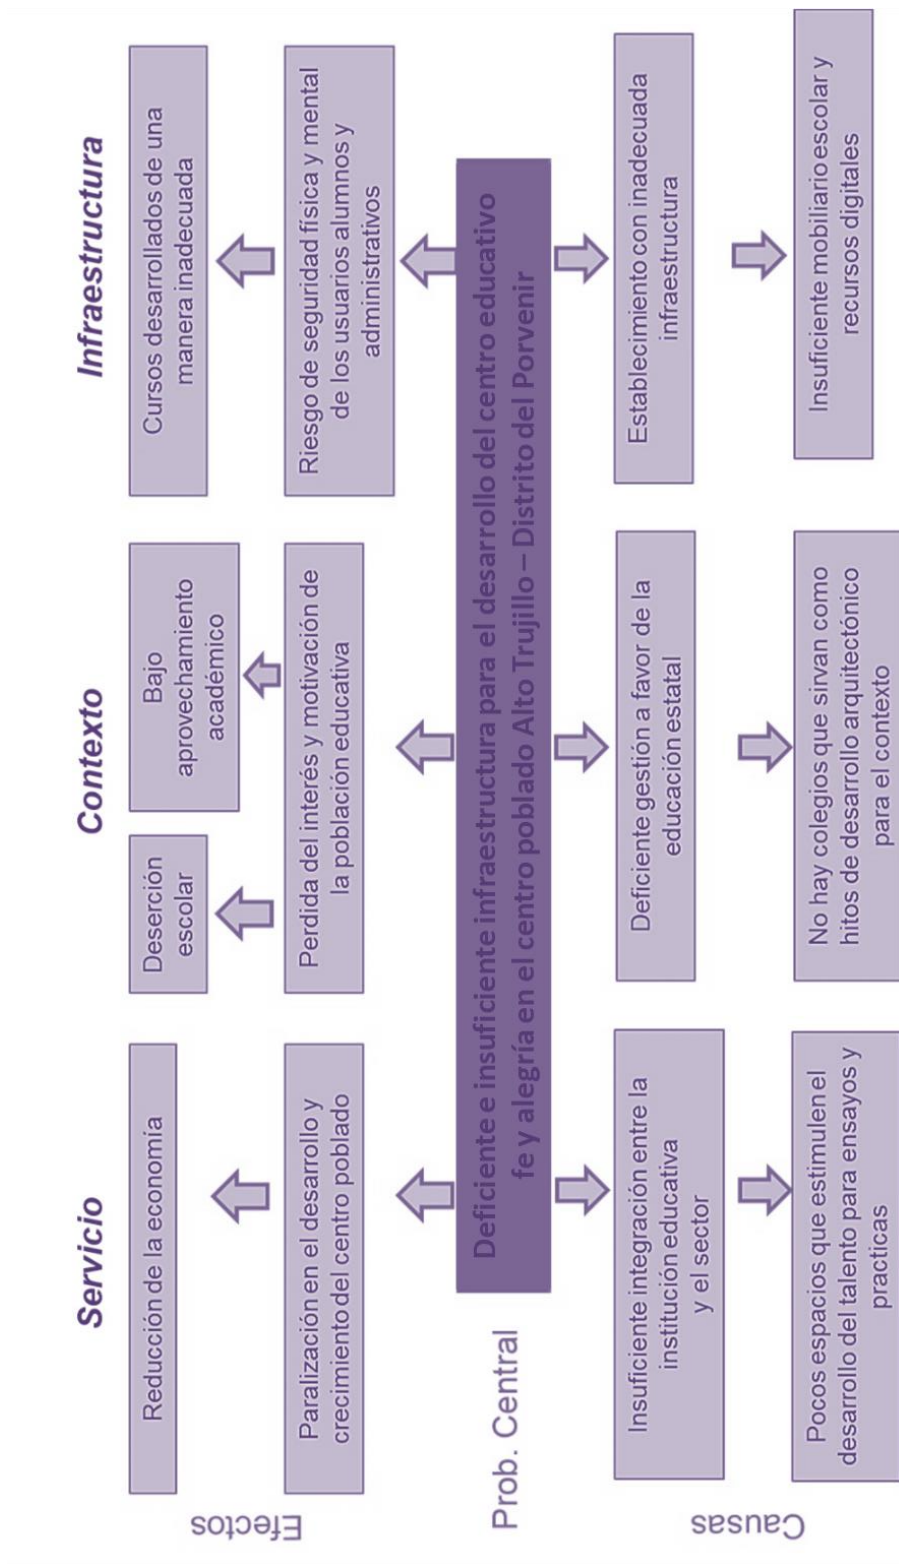 Servicio
Contexto
Infraestructura
Efectos
Reducción de la economía
Deserción
escolar
Bajo
aprovechamiento
académico
Cursos desarrollados de una
manera inadecuada
Paralización en el desarrollo y
crecimiento del centro poblado
Perdida del interés y motivación de
la población educativa
Riesgo de seguridad física y mental
de los usuarios alumnos y
administrativos
Prob. Central
Deficiente e insuficiente infraestructura para el desarrollo del centro educativo
fe y alegría en el centro poblado Alto Trujillo – Distrito del Porvenir
Causas
Insuficiente integración entre la
institución educativa
y el sector
Deficiente gestión a favor de la
educación estatal
Establecimiento con inadecuada
infraestructura
Pocos espacios que estimulen el
desarrollo del talento para ensayos y
practicas
No hay colegios que sirvan como
hitos de desarrollo arquitectónico
para el contexto
Insuficiente mobiliario escolar y
recursos digitales